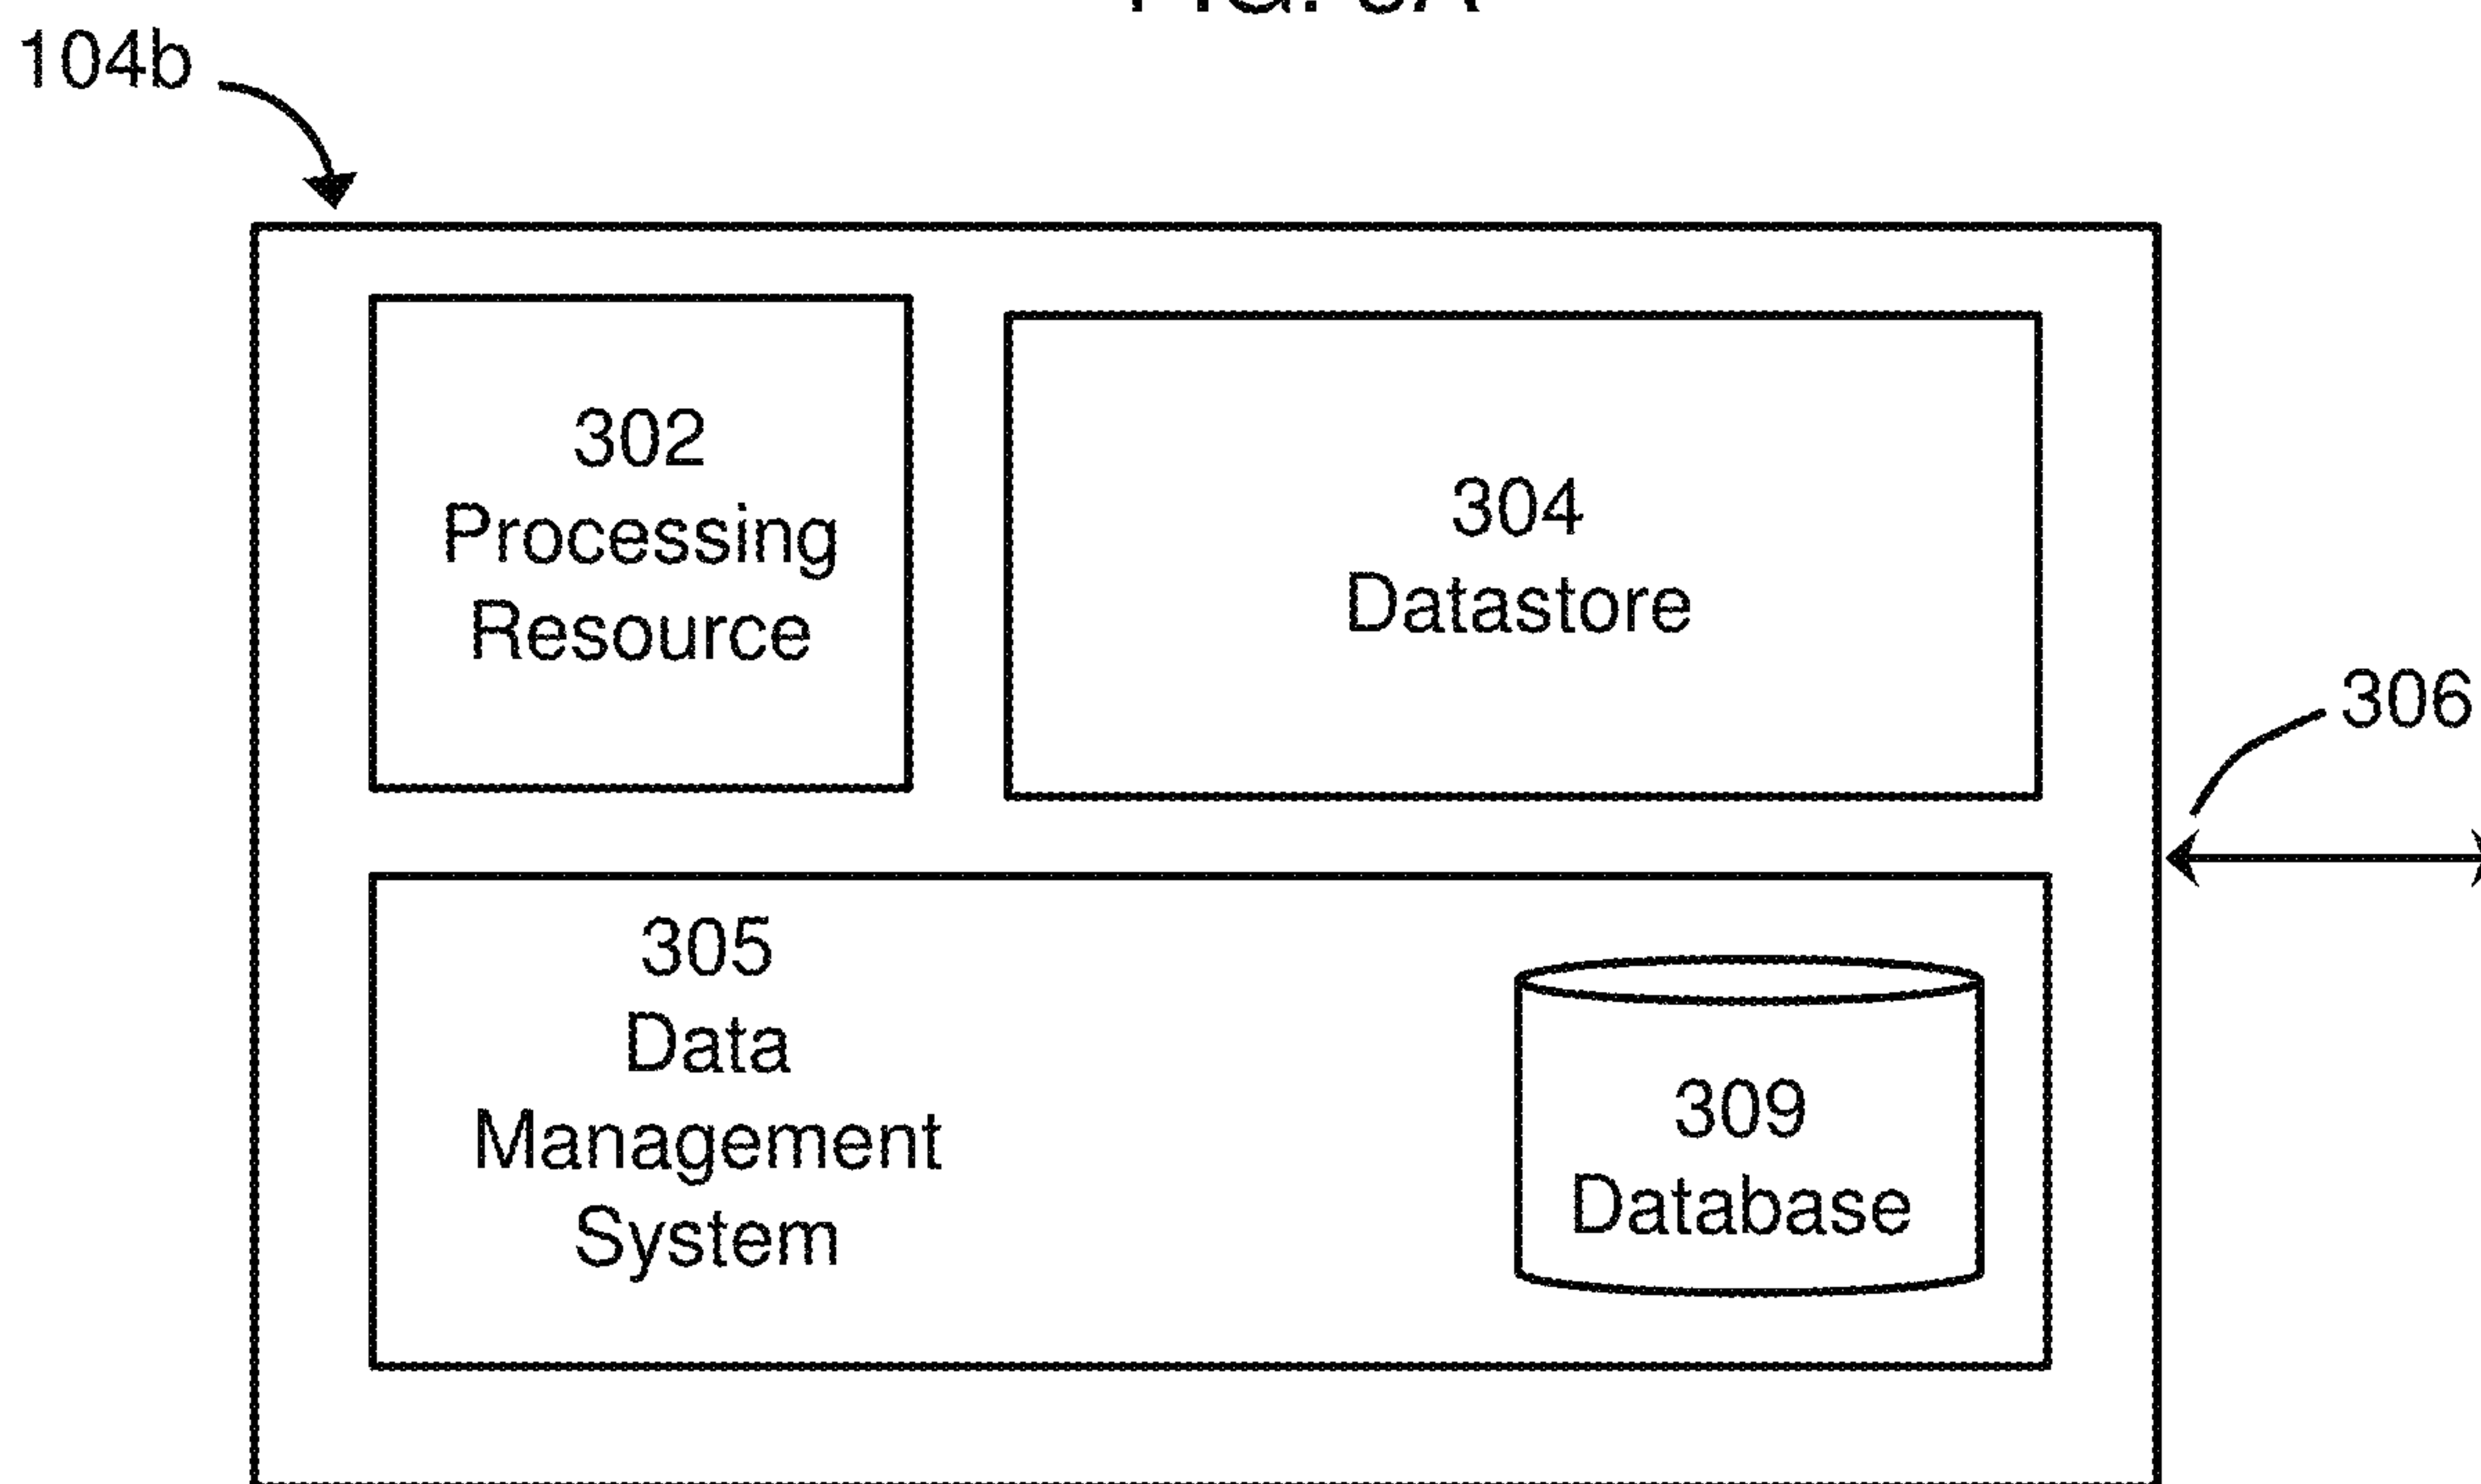 104b
302
Processing
Resource
304
Datastore
306
305
Data
Management
System
309
Database